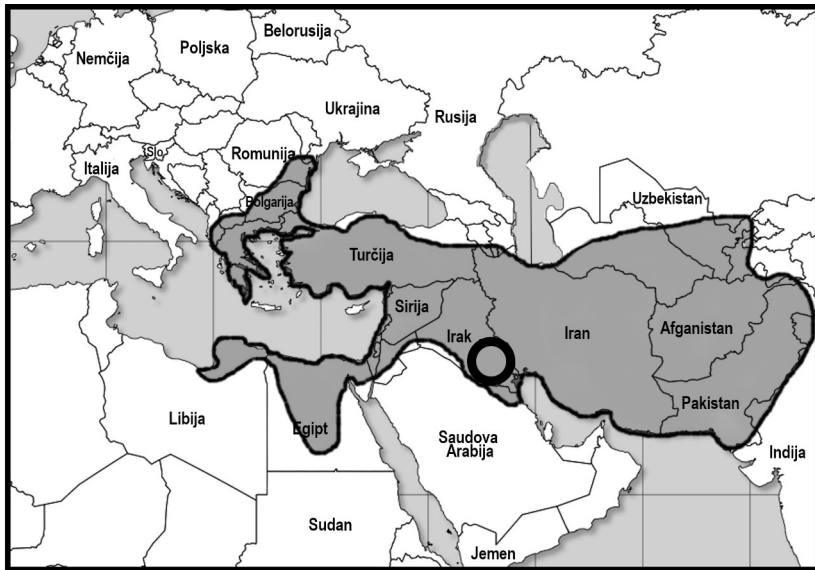 Belorusija
Poljska
Nemčija
Ukrajina
Rusija
Slo
Romunija
Italija
Uzbekistan
Bolgarija
Turčija
Sirija
Irak
Iran
Afganistan
Pakistan
Libija
Egipt
Saudova
Arabija
Indija
Sudan
Jemen